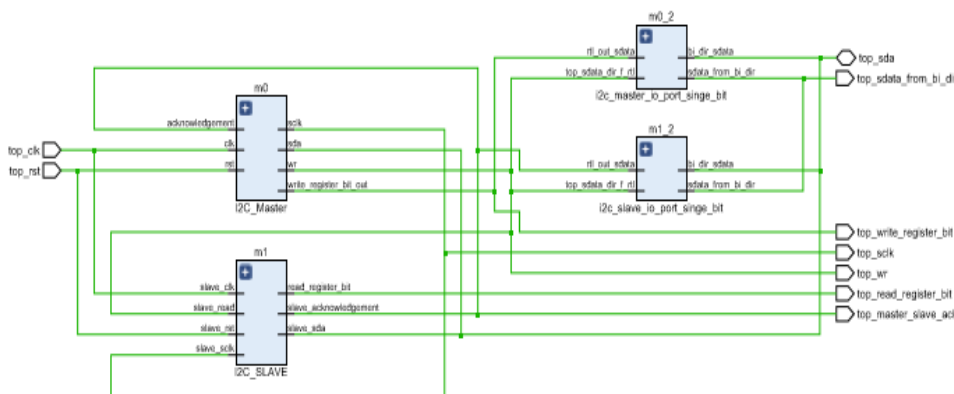 m0_2
rtl_out_sdata
bi_dir_sdata
top_sdata_dir_f_rtl
sdata_from_bi_dir
i2c_master_io_port_singe_bit
top_sda
top_sdata_from_bi_di
m0
acknowledgement
sclk
clk
sda
rst
wr
write_register_bit_out
I2C_Master
top_clk
top_rst
m1_2
rtl_out_sdata
bi_dir_sdata
top_sdata_dir_f_rtl
sdata_from_bi_dir
i2c_slave_io_port_singe_bit
top_write_register_bit
top_sclk
top_wr
top_read_register_bit
top_master_slave_acl
m1
slave_clk
read_register_bit
slave_read
slave_acknowledgement
slave_rst
slave_sda
slave_sclk
I2C_SLAVE